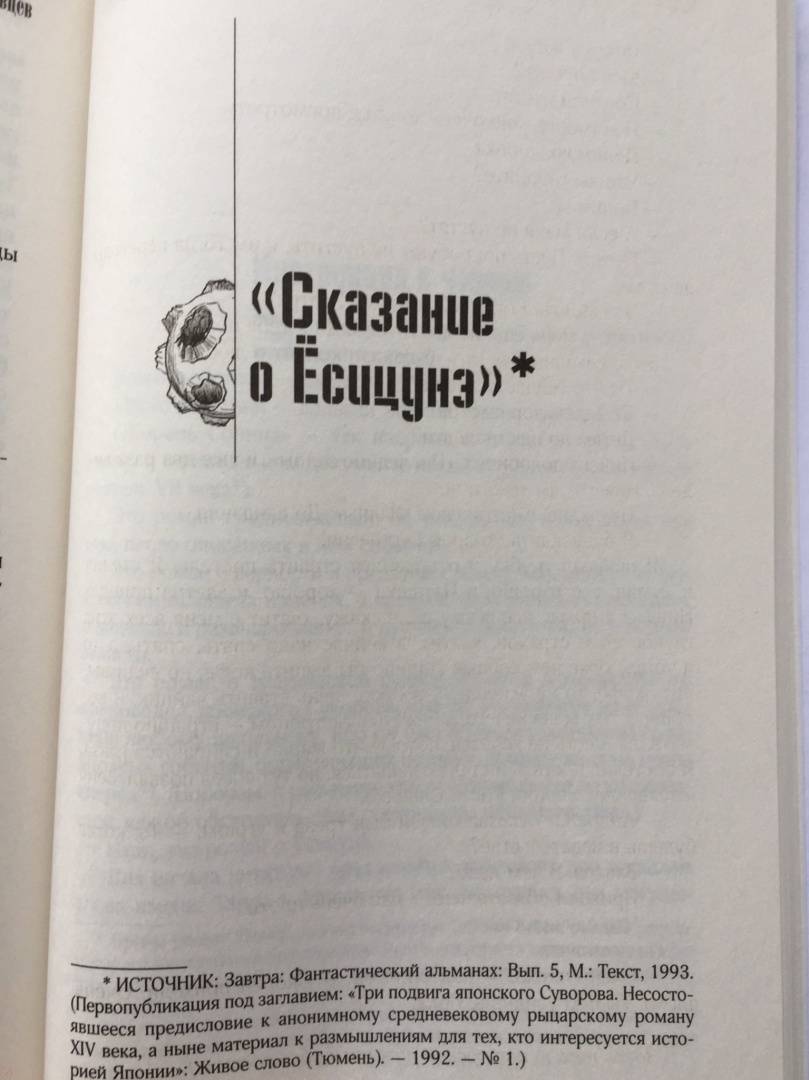 «Сказание
о Ёсицунэ»*
* ИСТОЧНИК: Завтра: Фантастический альманах: Вып. 5, М.: Текст, 1993.
(Первопубликация под заглавием: «Три подвига японского Суворова. Несосто-
явшееся предисловие к анонимному средневековому рыцарскому роману
XIV века, а ныне материал к размышлениям для тех, кто интересуется исто-
рией Японии»: Живое слово (Тюмень). — 1992. — № 1.)